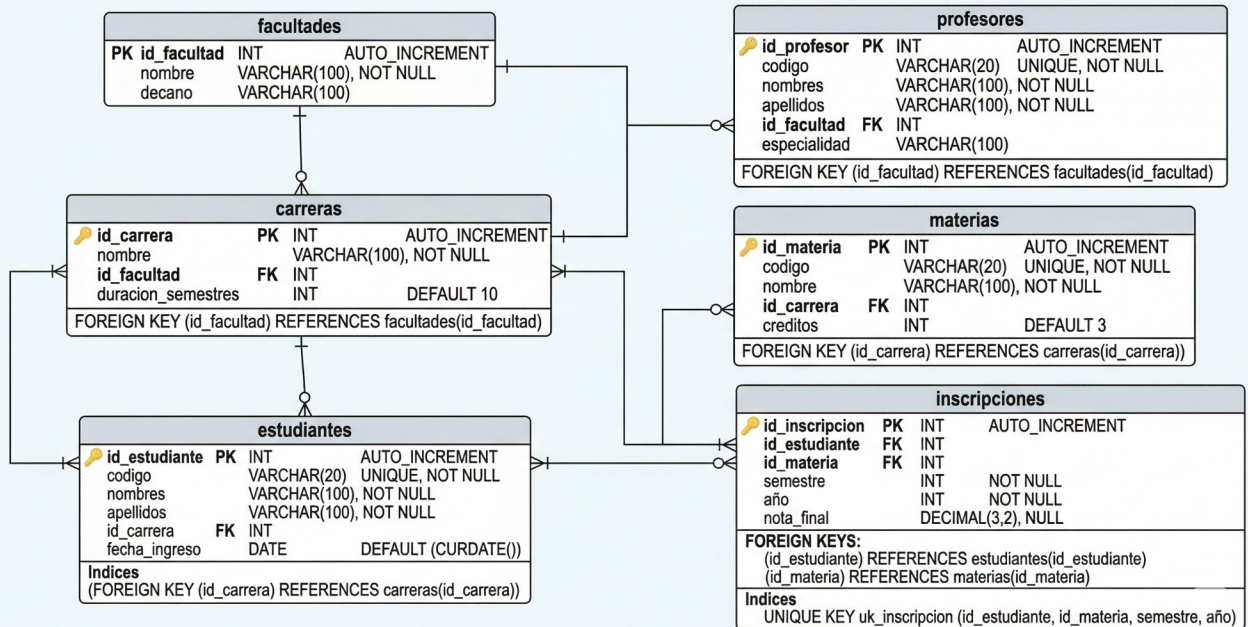 facultades
PK id_facultad INT AUTO_INCREMENT
nombre VARCHAR(100), NOT NULL
decano VARCHAR(100)
profesores
id_profesor PK INT AUTO_INCREMENT
codigo VARCHAR(20) UNIQUE, NOT NULL
nombres VARCHAR(100), NOT NULL
apellidos VARCHAR(100), NOT NULL
id_facultad FK INT
especialidad VARCHAR(100)
FOREIGN KEY (id_facultad) REFERENCES facultades(id_facultad)
carreras
id_carrera PK INT AUTO_INCREMENT
nombre VARCHAR(100), NOT NULL
id_facultad FK INT
duracion_semestres INT DEFAULT 10
FOREIGN KEY (id_facultad) REFERENCES facultades(id_facultad)
materias
id_materia PK INT AUTO_INCREMENT
codigo VARCHAR(20) UNIQUE, NOT NULL
nombre VARCHAR(100), NOT NULL
id_carrera FK INT
creditos INT DEFAULT 3
FOREIGN KEY (id_carrera) REFERENCES carreras(id_carrera))
estudiantes
id_estudiante PK INT AUTO_INCREMENT
codigo VARCHAR(20) UNIQUE, NOT NULL
nombres VARCHAR(100), NOT NULL
apellidos VARCHAR(100), NOT NULL
id_carrera FK INT
fecha_ingreso DATE DEFAULT (CURDATE())
Indices
(FOREIGN KEY (id_carrera) REFERENCES carreras(id_carrera))
inscripciones
id_inscripcion PK INT AUTO_INCREMENT
id_estudiante FK INT
id_materia FK INT
semestre INT NOT NULL
año INT NOT NULL
nota_final DECIMAL(3,2), NULL
FOREIGN KEYS:
(id_estudiante) REFERENCES estudiantes(id_estudiante)
(id_materia) REFERENCES materias(id_materia)
Indices
UNIQUE KEY uk_inscripcion (id_estudiante, id_materia, semestre, año)